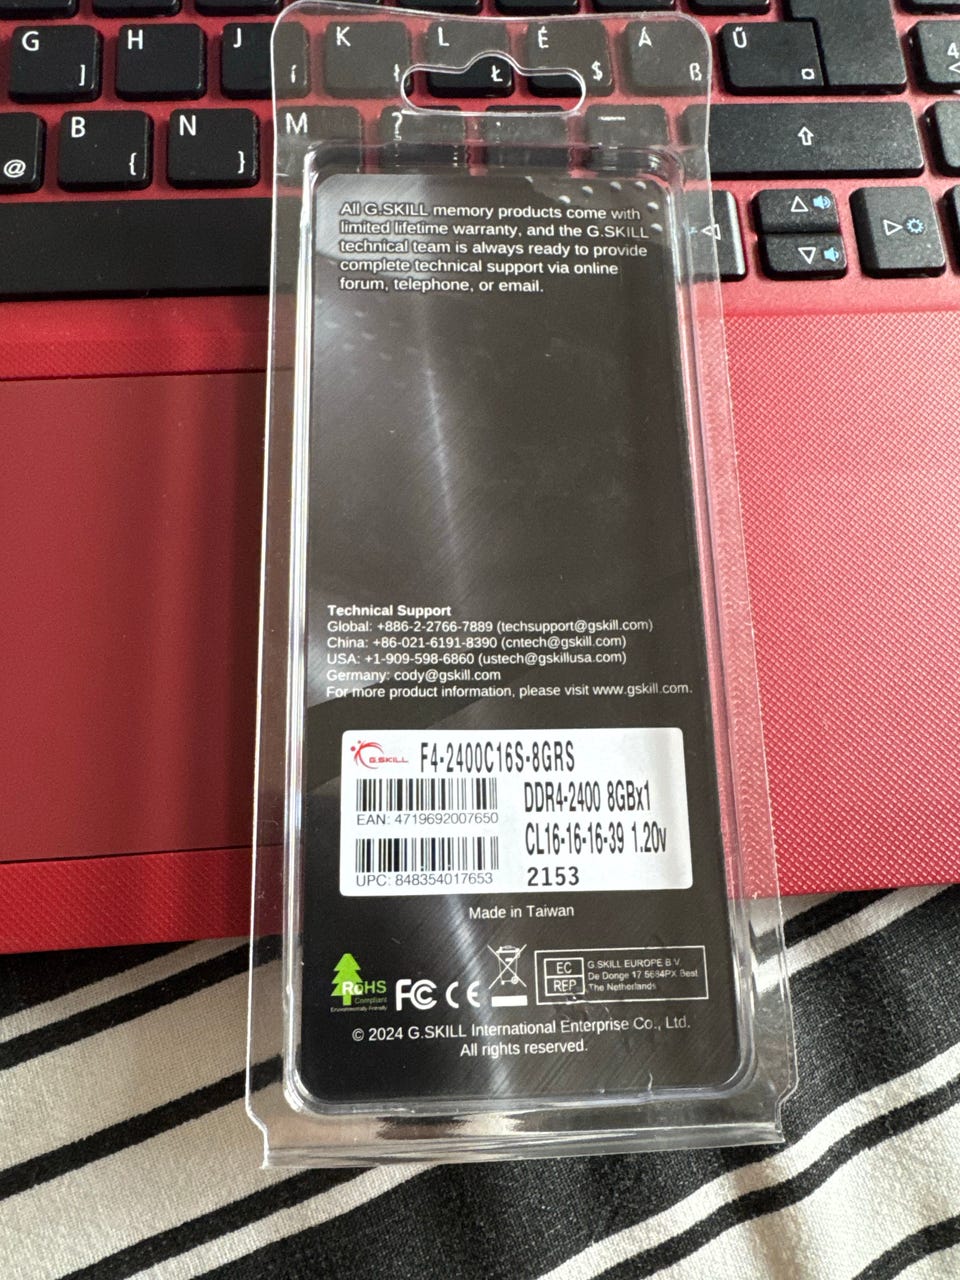 G
]
H
J
Í
K
ł
L
Ł
É
$
Á
ß
Ű
4
<
@
B
{
N
}
M
?
All G.SKILL memory products come with
limited lifetime warranty, and the G.SKILL
technical team is always ready to provide
complete technical support via online
forum, telephone, or email.
Technical Support
Global: +886-2-2766-7889 (techsupport@gskill.com)
China: +86-021-6191-8390 (cntech@gskill.com)
USA: +1-909-598-6860 (ustech@gskillusa.com)
Germany: cody@gskill.com
For more product information, please visit www.gskill.com.
G.SKILL
F4-2400C16S-8GRS
EAN: 4719692007650
DDR4-2400 8GBx1
CL16-16-16-39 1.20v
UPC: 848354017653
2153
Made in Taiwan
RoHS
Compliant
Environmentally-Friendly
FC
CE
EC
REP
G.SKILL EUROPE B.V.
De Donge 17 5684PX Best
The Netherlands
© 2024 G.SKILL International Enterprise Co., Ltd.
All rights reserved.